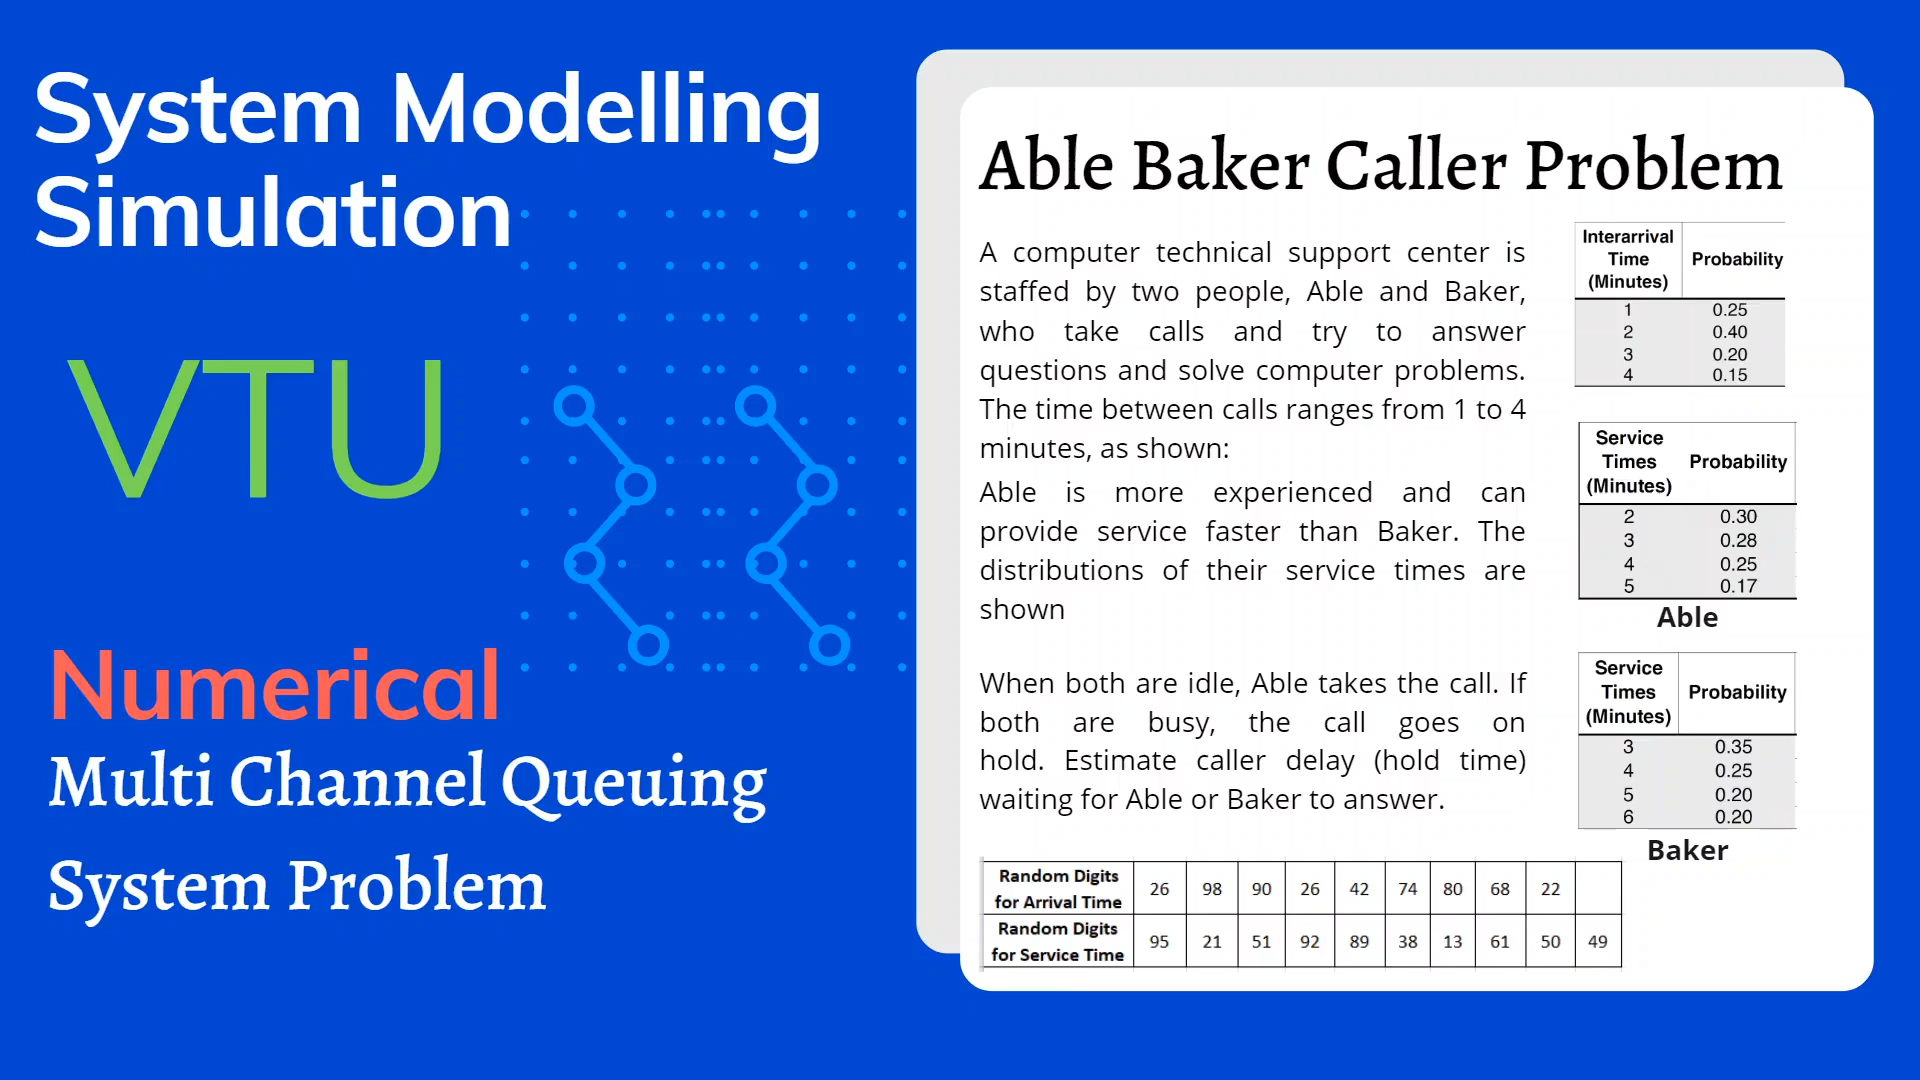 System Modelling
Simulation
VTU
Numerical
Multi Channel Queuing
System Problem
Able Baker Caller Problem
A computer technical support center is
staffed by two people, Able and Baker,
who take calls and try to answer
questions and solve computer problems.
The time between calls ranges from 1 to 4
minutes, as shown:
Able is more experienced and can
provide service faster than Baker. The
distributions of their service times are
shown
When both are idle, Able takes the call. If
both are busy, the call goes on
hold. Estimate caller delay (hold time)
waiting for Able or Baker to answer.
Interarrival
Time
(Minutes)
Probability
1 0.25
2 0.40
3 0.20
4 0.15
Service
Times
(Minutes)
Probability
2 0.30
3 0.28
4 0.25
5 0.17
Able
Service
Times
(Minutes)
Probability
3 0.35
4 0.25
5 0.20
6 0.20
Baker
Random Digits
for Arrival Time
26 98 90 26 42 74 80 68 22
Random Digits
for Service Time
95 21 51 92 89 38 13 61 50 49